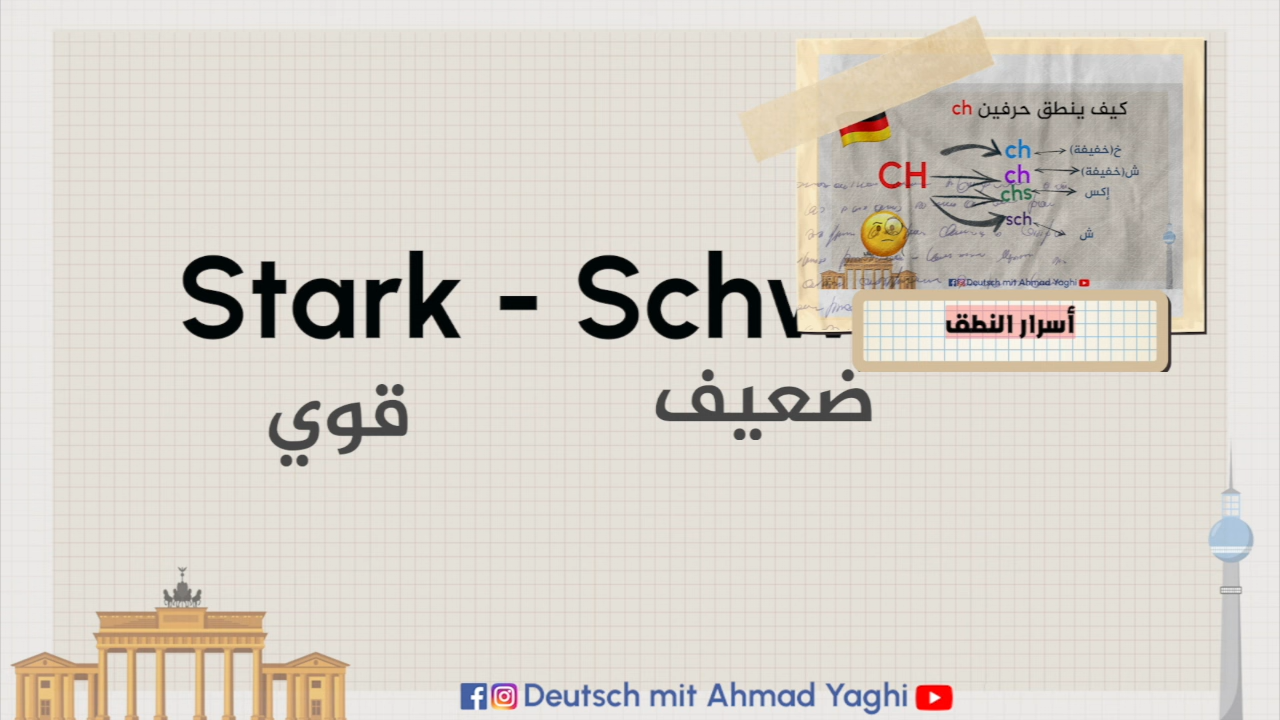 Stark - Schw
قوي
ضعيف
كيف ينطق حرفين ch
CH
ch
خ(خفيفة)
ch
ش(خفيفة)
chs
إكس
sch
ش
Deutsch mit Ahmad Yaghi
أسرار النطق
Deutsch mit Ahmad Yaghi